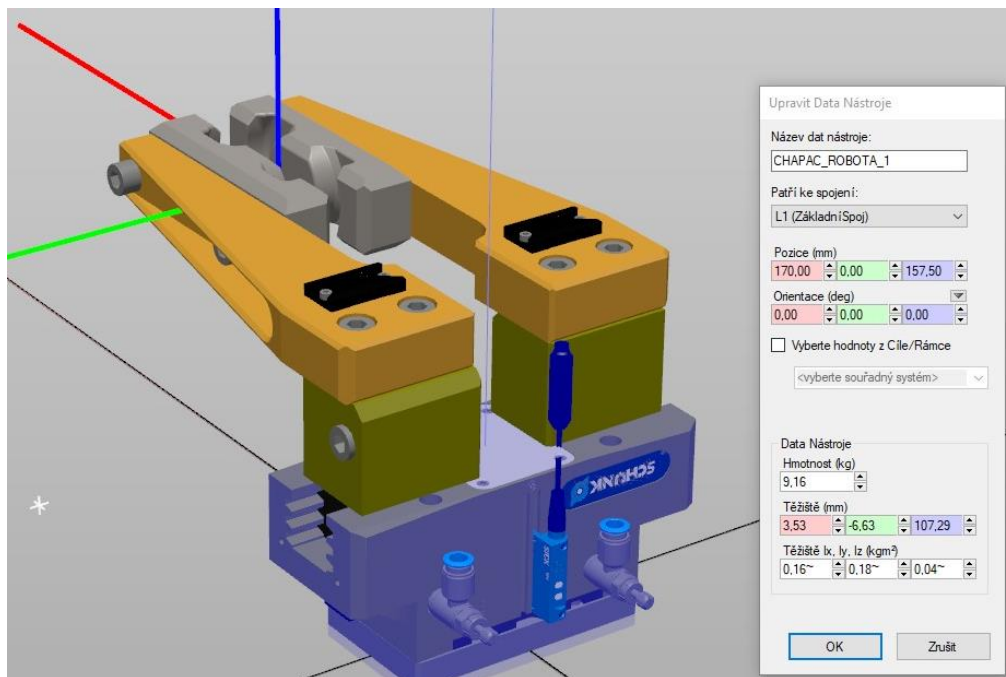 Upravit Data Nástroje
Název dat nástroje:
CHAPAC_ROBOTA_1
Patří ke spojení:
L1 (ZákladníSpoj)
Pozice (mm)
170,00 0,00 157,50
Orientace (deg)
0,00 0,00 0,00
Vyberte hodnoty z Cíle/Rámce
<vyberte souřadný systém>
Data Nástroje
Hmotnost (kg)
9,16
Těžiště (mm)
3,53 -6,63 107,29
Těžiště Ix, Iy, Iz (kgm²)
0,16~ 0,18~ 0,04~
OK Zrušit
SCHUNK
SICK